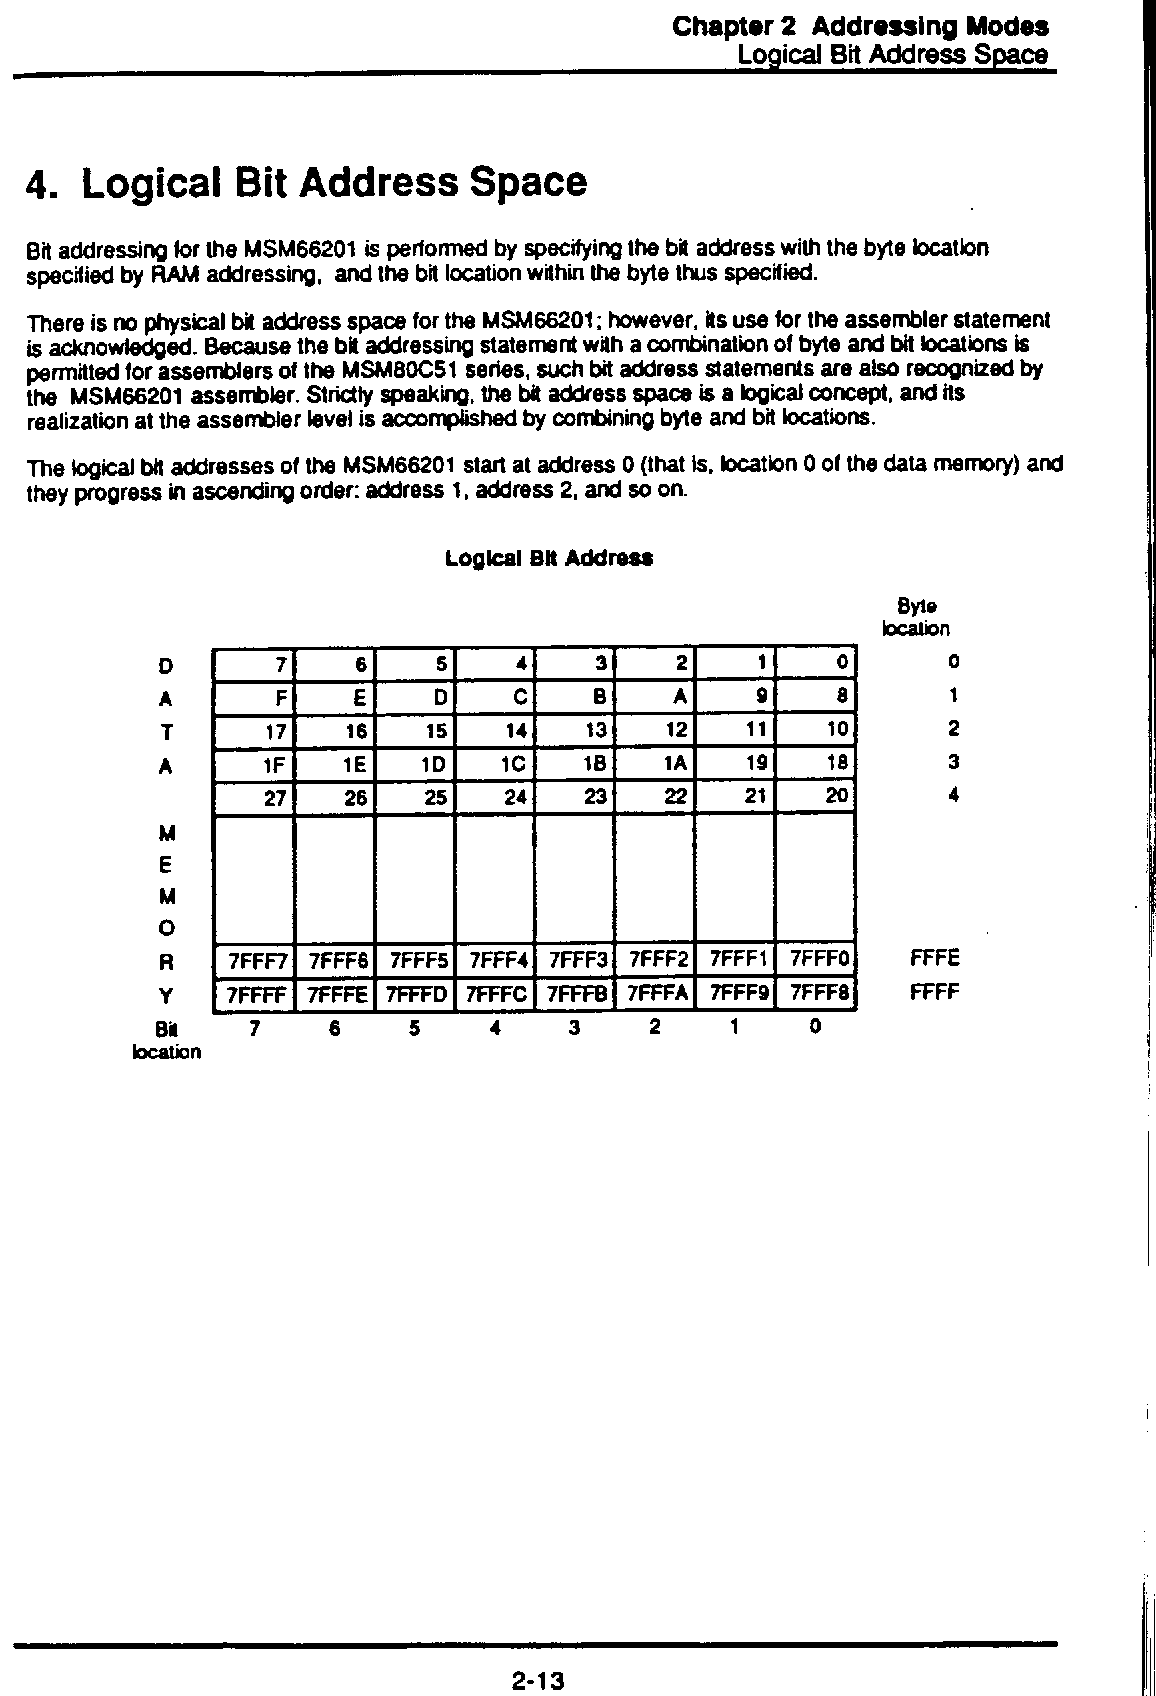 Chapter 2 Addressing Modes
Logical Bit Address Space
4. Logical Bit Address Space
Bit addressing for the MSM66201 is performed by specifying the bit address with the byte location
specified by RAM addressing, and the bit location within the byte thus specified.
There is no physical bit address space for the MSM66201; however, its use for the assembler statement
is acknowledged. Because the bit addressing statement with a combination of byte and bit locations is
permitted for assemblers of the MSM80C51 series, such bit address statements are also recognized by
the MSM66201 assembler. Strictly speaking, the bit address space is a logical concept, and its
realization at the assembler level is accomplished by combining byte and bit locations.
The logical bit addresses of the MSM66201 start at address 0 (that is, location 0 of the data memory) and
they progress in ascending order: address 1, address 2, and so on.
Logical Bit Address
Byte
location
D 7 6 5 4 3 2 1 0 0
A F E D C B A 9 8 1
T 17 16 15 14 13 12 11 10 2
A 1F 1E 1D 1C 1B 1A 19 18 3
27 26 25 24 23 22 21 20 4
M
E
M
O
R 7FFF7 7FFF6 7FFF5 7FFF4 7FFF3 7FFF2 7FFF1 7FFF0 FFFE
Y 7FFFF 7FFFE 7FFFD 7FFFC 7FFFB 7FFFA 7FFF9 7FFF8 FFFF
Bit 7 6 5 4 3 2 1 0
location
2-13